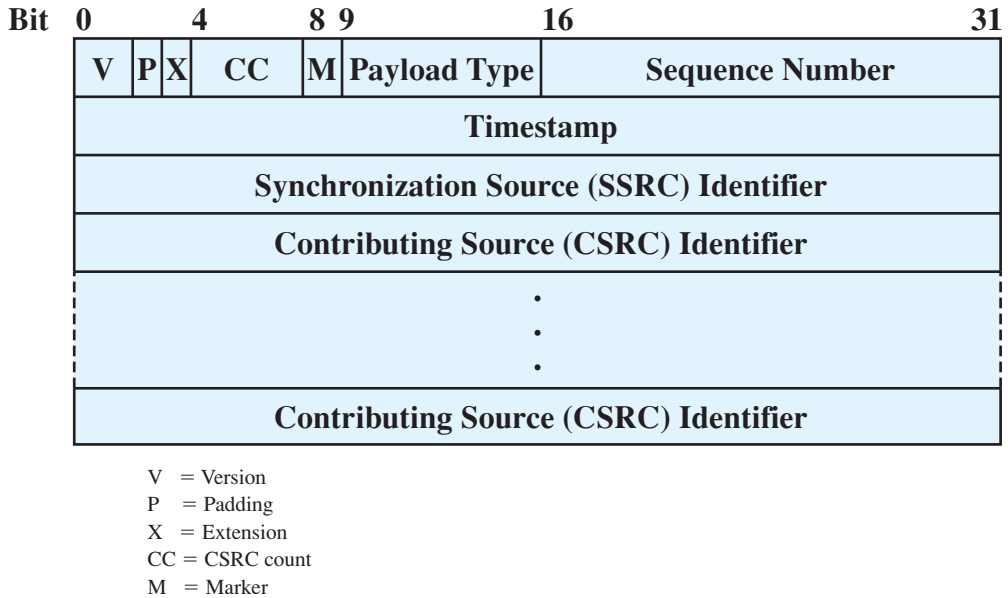 Bit 0 4 8 9 16 31
V P X CC M Payload Type Sequence Number
Timestamp
Synchronization Source (SSRC) Identifier
Contributing Source (CSRC) Identifier
.
.
.
Contributing Source (CSRC) Identifier
V = Version
P = Padding
X = Extension
CC = CSRC count
M = Marker